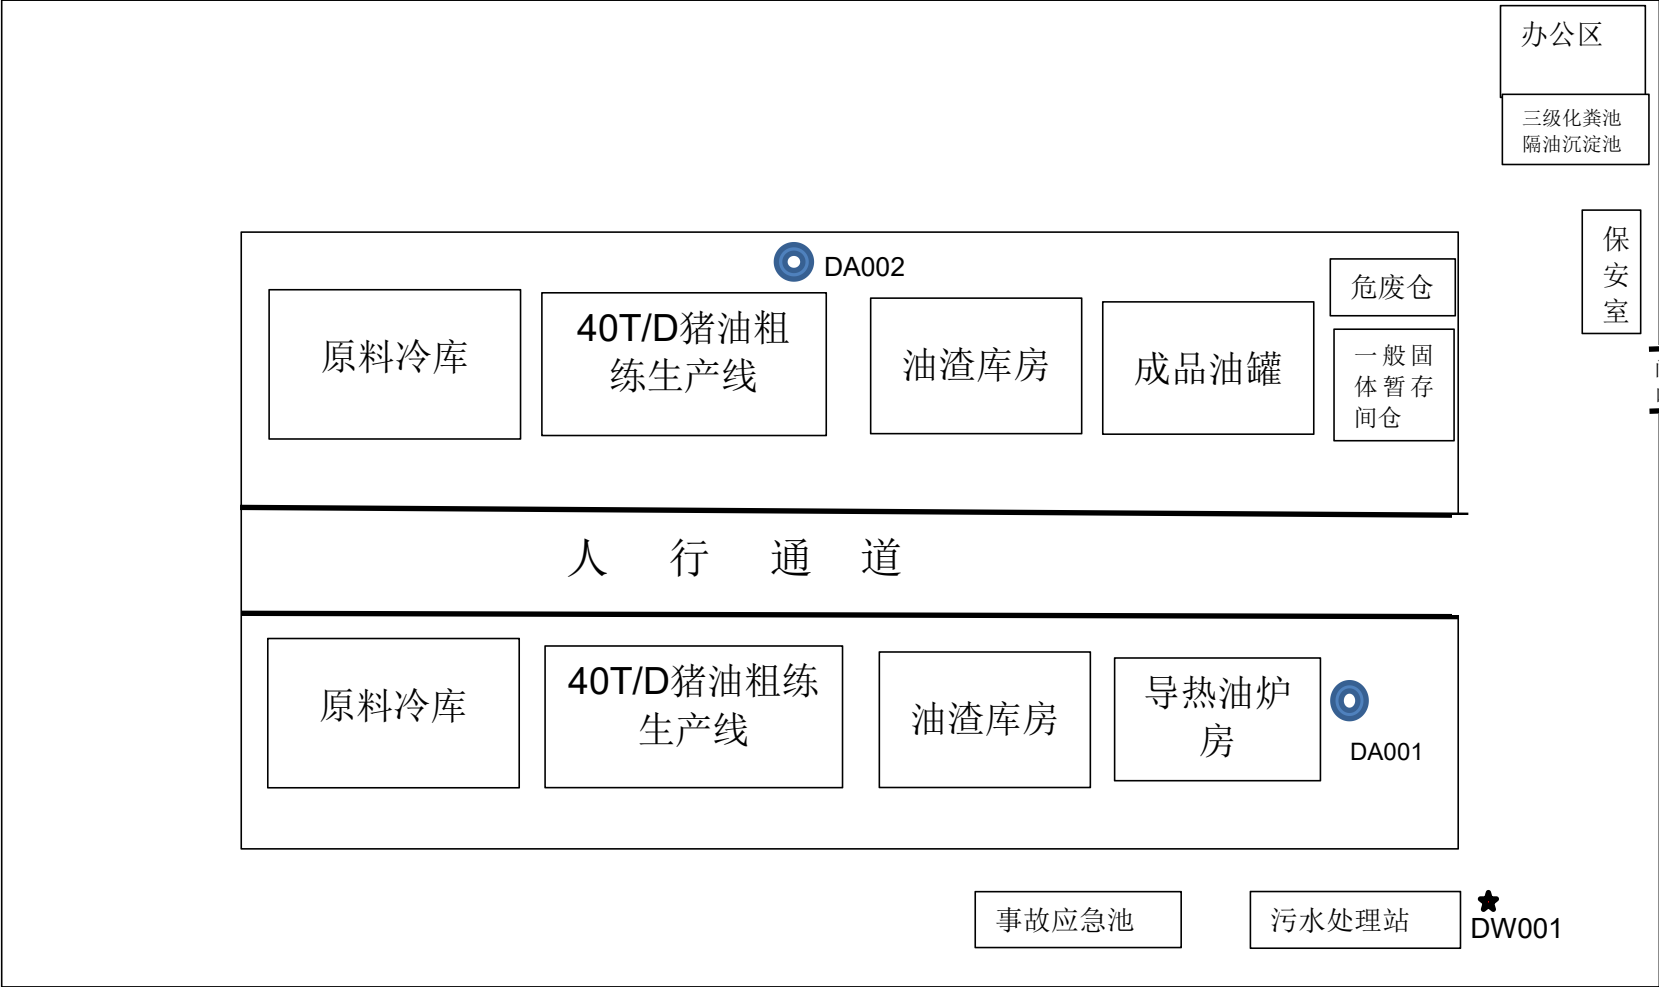 办公区
三级化粪池
隔油沉淀池
保
安
室
DA002
危废仓
原料冷库
40T/D猪油粗
练生产线
油渣库房
成品油罐
一般固
体暂存
间仓
人 行 通 道
原料冷库
40T/D猪油粗练
生产线
油渣库房
导热油炉
房
DA001
事故应急池
污水处理站
DW001